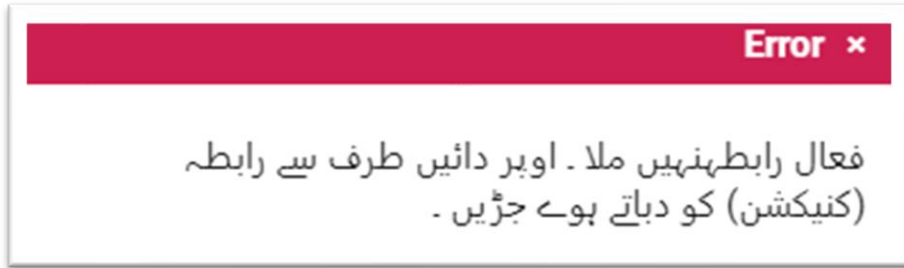 Error ×
فعال رابطہنہیں ملا ۔ اوپر دائیں طرف سے رابطہ
(کنیکشن) کو دباتے ہوے جڑیں ۔